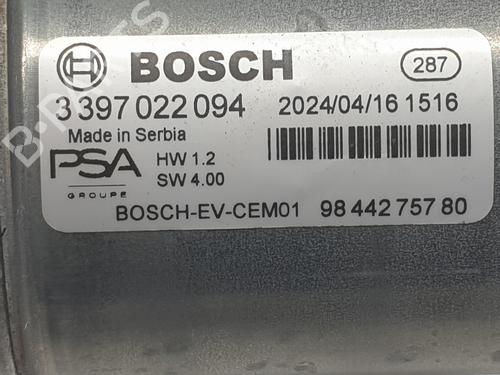 BOSCH
287
3 397 022 094
2024/04/16 1516
Made in Serbia
PSA
GROUPE
HW 1.2
SW 4.00
BOSCH-EV-CEM01
98 442 757 80